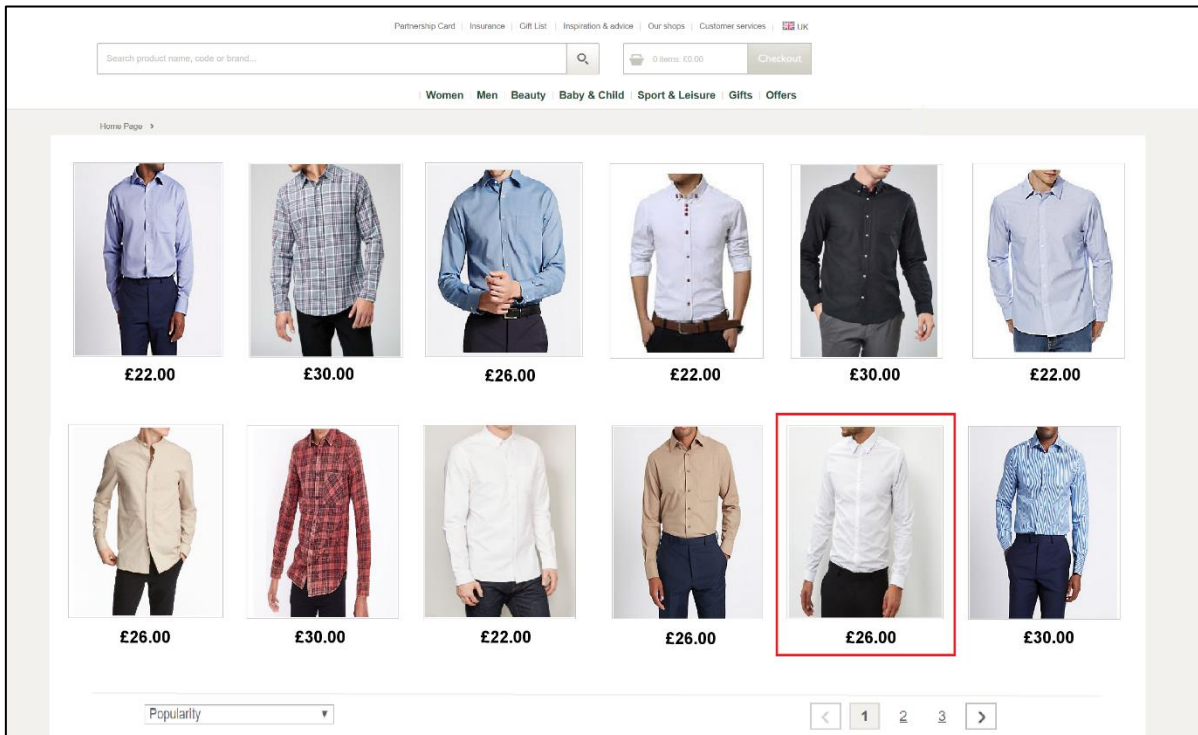 Partnership Card | Insurance | Gift List | Inspiration & advice | Our shops | Customer services | UK
Search product name, code or brand...
0 items: £0.00
Checkout
Women | Men | Beauty | Baby & Child | Sport & Leisure | Gifts | Offers
Home Page >
£22.00 £30.00 £26.00 £22.00 £30.00 £22.00
£26.00 £30.00 £22.00 £26.00 £26.00 £30.00
Popularity
< 1 2 3 >